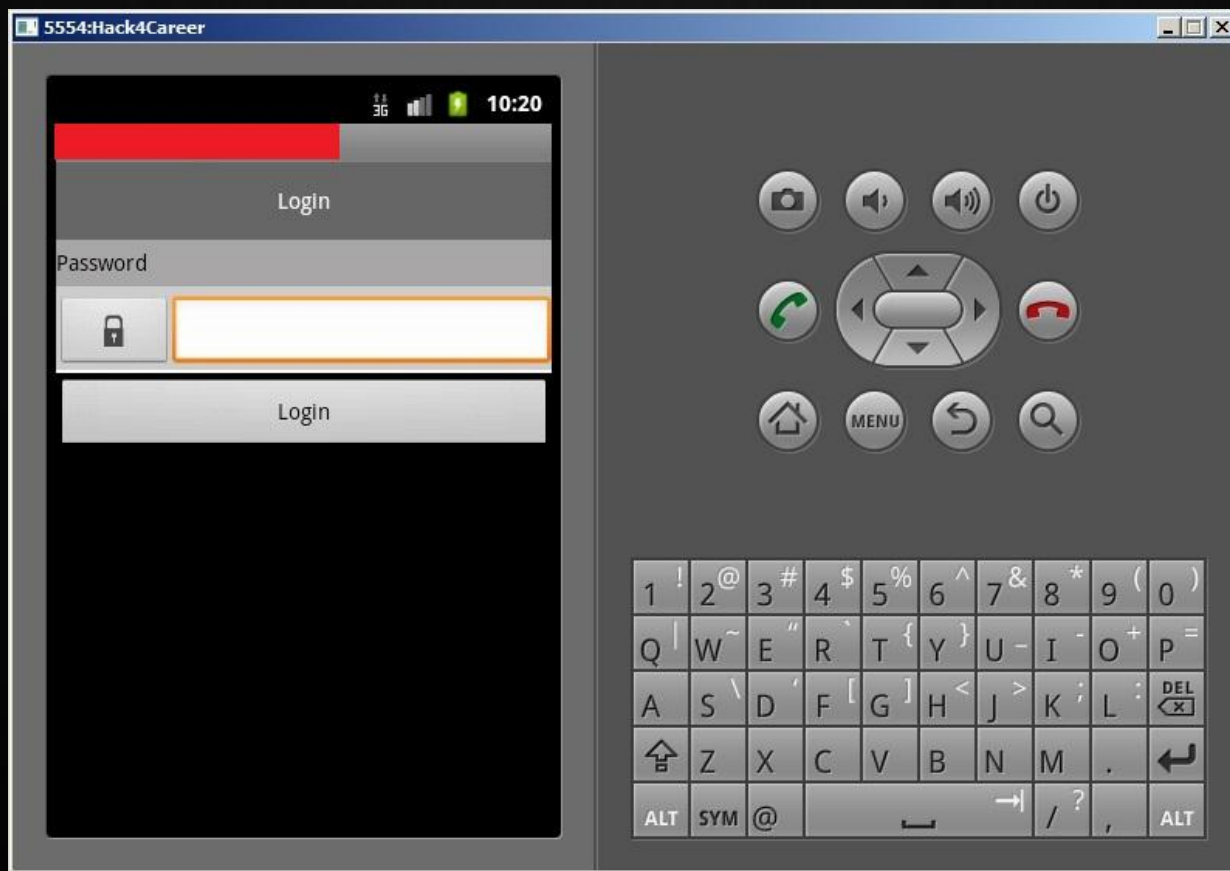 5554:Hack4Career
3G 10:20
Login
Password
Login
MENU
1 ! 2 @ 3 # 4 $ 5 % 6 ^ 7 & 8 * 9 ( 0 )
Q | W ~ E " R ` T { Y } U _ I - O + P =
A S \ D ' F [ G ] H < J > K ; L : DEL
Z X C V B N M .
ALT SYM @ / ? , ALT